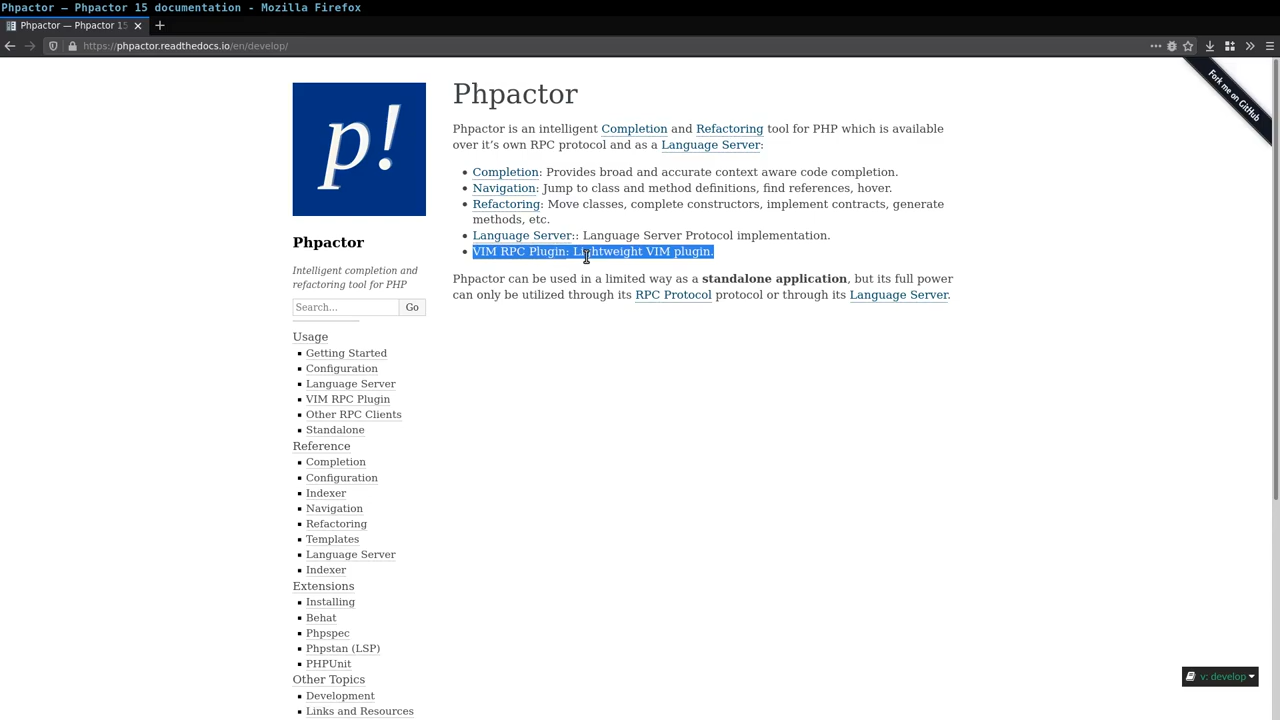 Phpactor — Phpactor 15 documentation - Mozilla Firefox
Phpactor — Phpactor 15
https://phpactor.readthedocs.io/en/develop/
Fork me on GitHub
p!
Phpactor
Intelligent completion and
refactoring tool for PHP
Search...
Go
Usage
Getting Started
Configuration
Language Server
VIM RPC Plugin
Other RPC Clients
Standalone
Reference
Completion
Configuration
Indexer
Navigation
Refactoring
Templates
Language Server
Indexer
Extensions
Installing
Behat
Phpspec
Phpstan (LSP)
PHPUnit
Other Topics
Development
Links and Resources
Phpactor
Phpactor is an intelligent Completion and Refactoring tool for PHP which is available
over it’s own RPC protocol and as a Language Server:
• Completion: Provides broad and accurate context aware code completion.
• Navigation: Jump to class and method definitions, find references, hover.
• Refactoring: Move classes, complete constructors, implement contracts, generate
methods, etc.
• Language Server:: Language Server Protocol implementation.
• VIM RPC Plugin: Lightweight VIM plugin.
Phpactor can be used in a limited way as a standalone application, but its full power
can only be utilized through its RPC Protocol protocol or through its Language Server.
v: develop